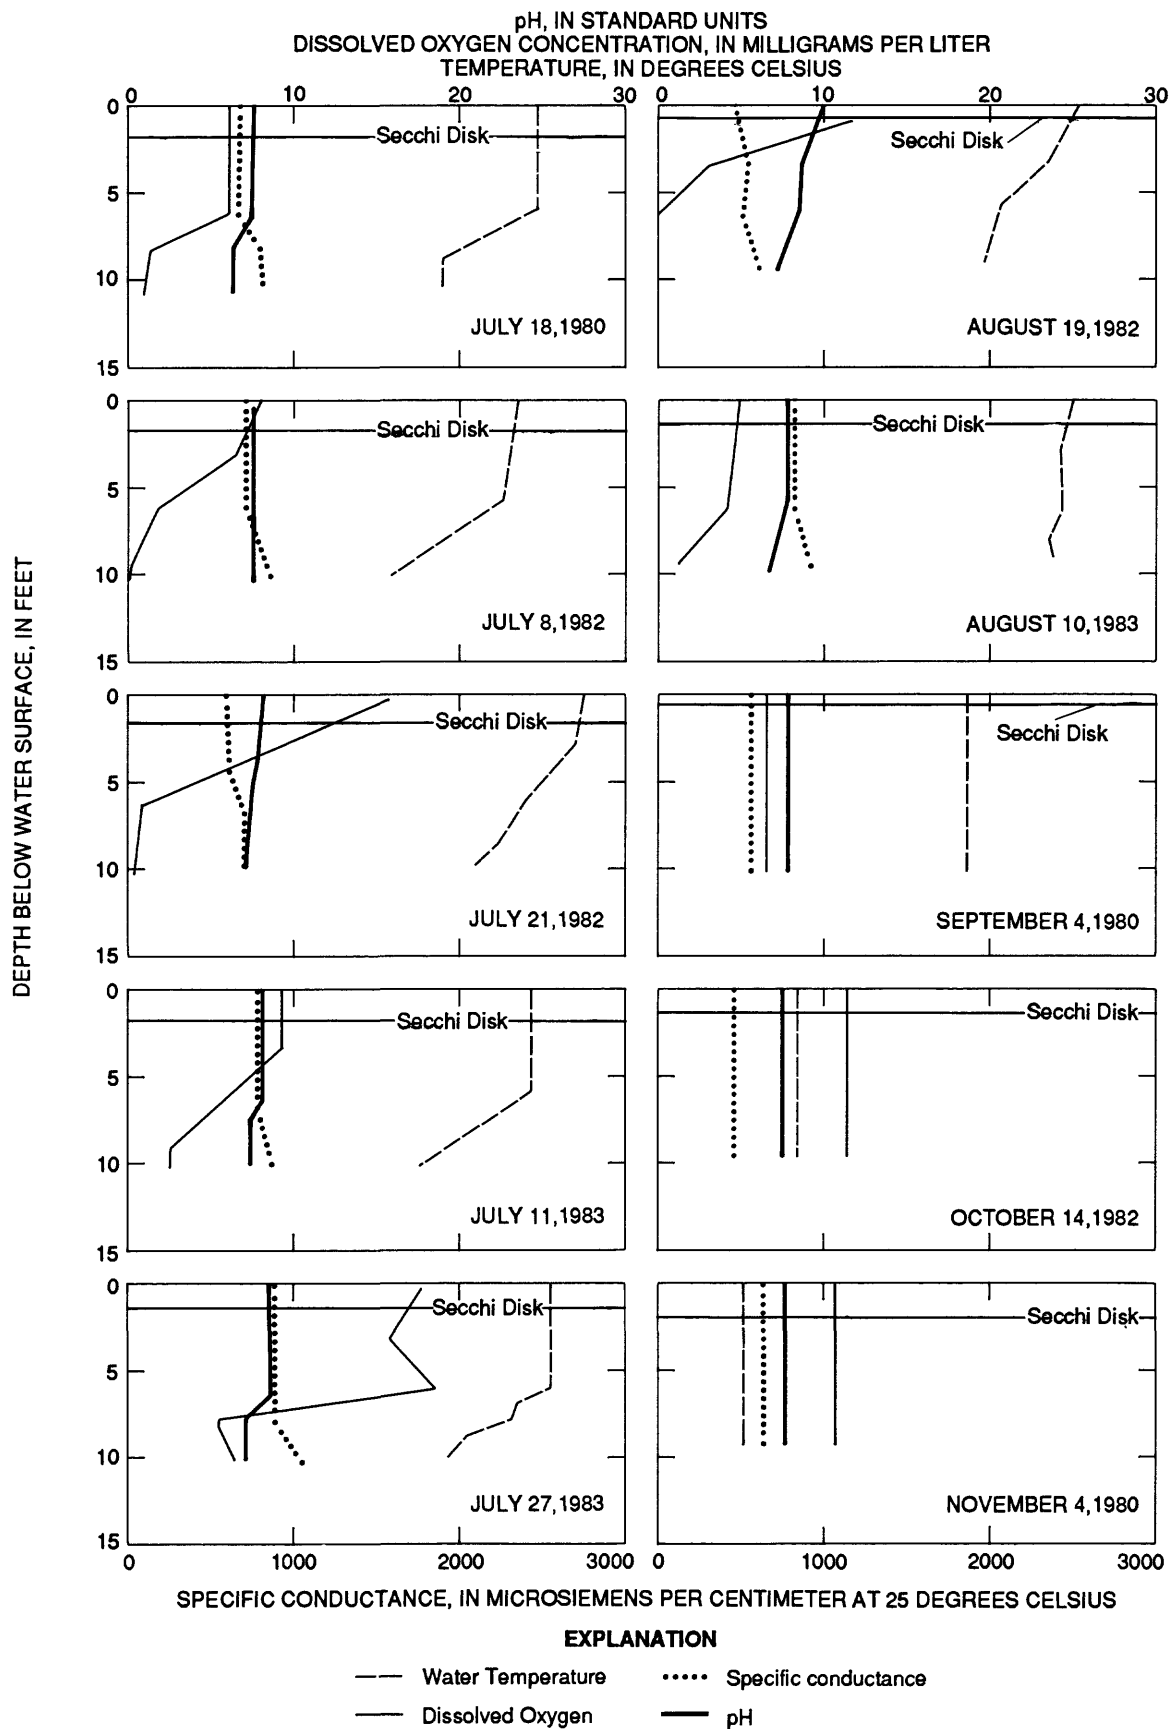 pH, IN STANDARD UNITS
DISSOLVED OXYGEN CONCENTRATION, IN MILLIGRAMS PER LITER
TEMPERATURE, IN DEGREES CELSIUS
0 10 20 30 0 10 20 30
0
Secchi Disk
Secchi Disk
5
10
JULY 18,1980
AUGUST 19,1982
15
0
Secchi Disk
Secchi Disk
5
10
JULY 8,1982
AUGUST 10,1983
15
0
Secchi Disk
Secchi Disk
5
10
JULY 21,1982
SEPTEMBER 4,1980
15
0
Secchi Disk
Secchi Disk
5
10
JULY 11,1983
OCTOBER 14,1982
15
0
Secchi Disk
Secchi Disk
5
10
JULY 27,1983
NOVEMBER 4,1980
15
0 1000 2000 3000 0 1000 2000 3000
DEPTH BELOW WATER SURFACE, IN FEET
SPECIFIC CONDUCTANCE, IN MICROSIEMENS PER CENTIMETER AT 25 DEGREES CELSIUS
EXPLANATION
Water Temperature
Specific conductance
Dissolved Oxygen
pH